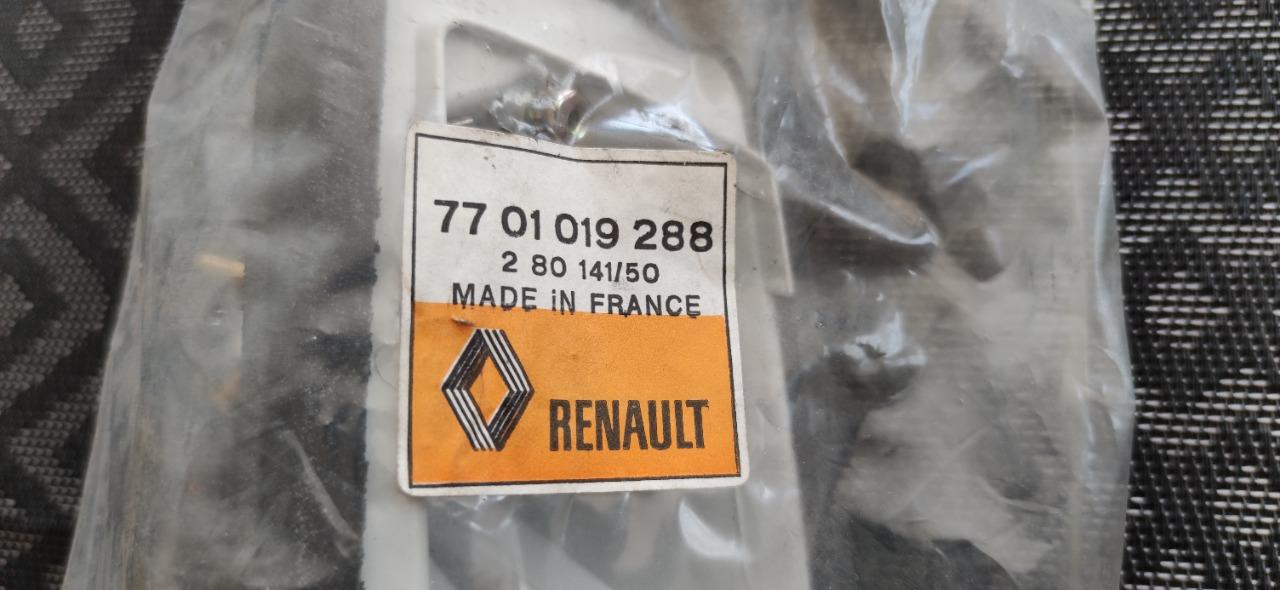 77 01 019 288
2 80 141/50
MADE iN FRANCE
RENAULT